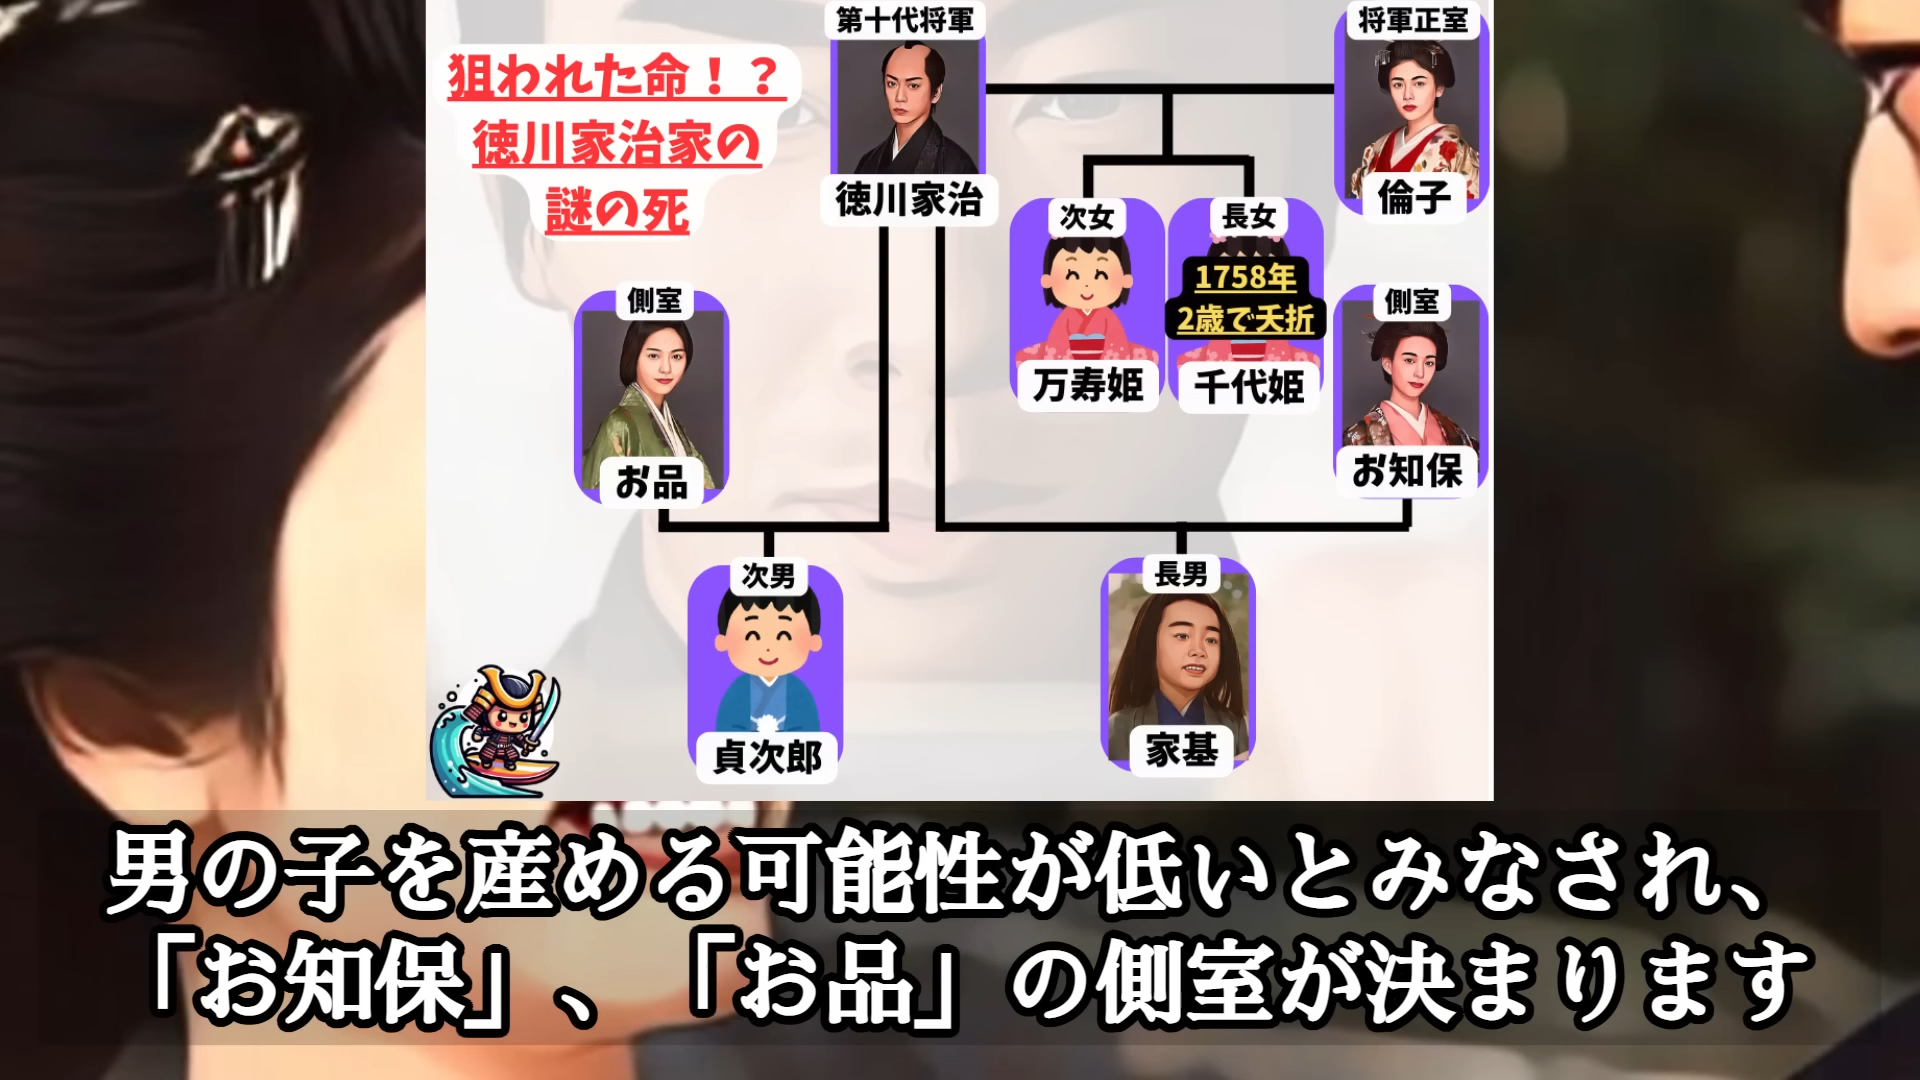 狙われた命！？
徳川家治家の
謎の死
第十代将軍
徳川家治
将軍正室
倫子
次女
万寿姫
長女
1758年
2歳で夭折
千代姫
側室
お品
側室
お知保
次男
貞次郎
長男
家基
男の子を産める可能性が低いとみなされ、
「お知保」、「お品」の側室が決まります